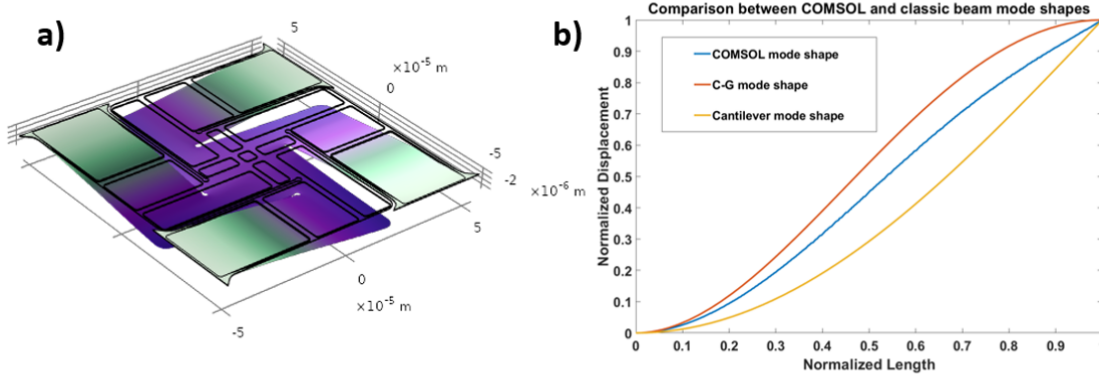 a)
5
×10⁻⁵ m
0
-5
-2
×10⁻⁶ m
5
0
×10⁻⁵ m
-5
b)
Comparison between COMSOL and classic beam mode shapes
COMSOL mode shape
C-G mode shape
Cantilever mode shape
Normalized Displacement
1
0.9
0.8
0.7
0.6
0.5
0.4
0.3
0.2
0.1
0
0 0.1 0.2 0.3 0.4 0.5 0.6 0.7 0.8 0.9
Normalized Length